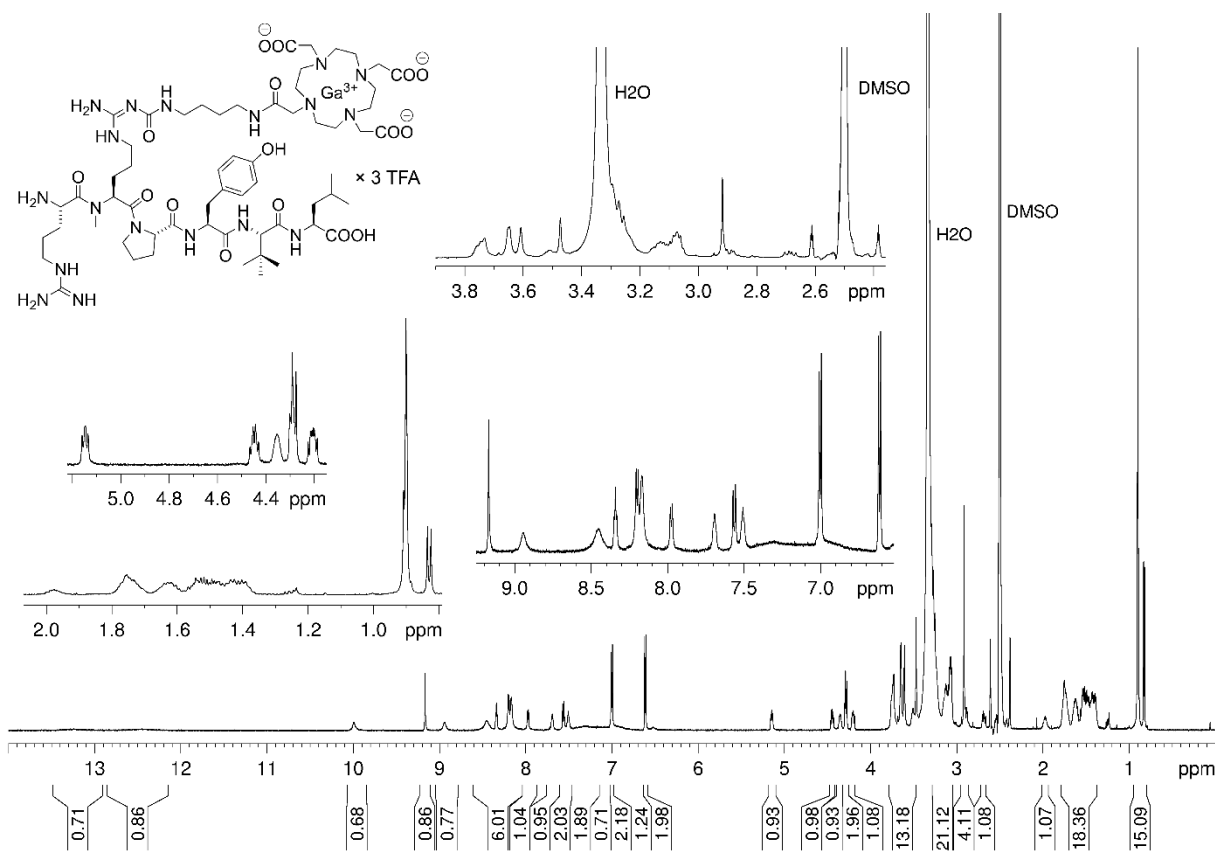 ⊖ ⊖
OOC COO
N N
NH2 O Ga3+
H2N N N H N H N N COO ⊖
HN O
OH
× 3 TFA
H2N O O O O
N N H N H N N H COOH
NH O O
H2N NH
H2O
DMSO
3.8 3.6 3.4 3.2 3.0 2.8 2.6 ppm
H2O
DMSO
5.0 4.8 4.6 4.4 ppm
9.0 8.5 8.0 7.5 7.0 ppm
2.0 1.8 1.6 1.4 1.2 1.0 ppm
13 12 11 10 9 8 7 6 5 4 3 2 1 ppm
0.71 0.86 0.68 0.86 0.77 6.01 1.04 0.95 2.03 1.89 0.71 2.18 1.24 1.98 0.93 0.98 0.93 1.96 1.08 13.18 21.12 4.11 1.08 1.07 18.36 15.09